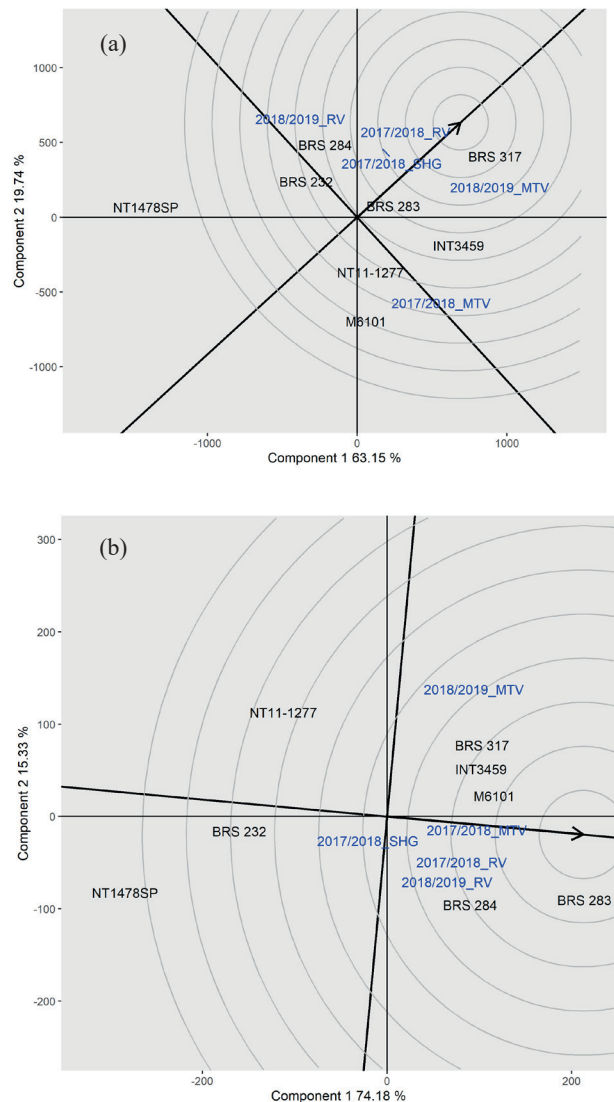 (a)
1000
2018/2019_RV
2017/2018_RV
500
BRS 284
BRS 317
2017/2018_SHG
BRS 232
2018/2019_MTV
NT1478SP
BRS 283
0
INT3459
NT11-1277
-500
2017/2018_MTV
M6101
-1000
Component 2 19.74 %
-1000
0
1000
Component 1 63.15 %
(b)
300
200
2018/2019_MTV
NT11-1277
100
BRS 317
INT3459
M6101
0
BRS 232
2017/2018_MTV
2017/2018_SHG
2017/2018_RV
2018/2019_RV
NT1478SP
BRS 283
BRS 284
-100
-200
Component 2 15.33 %
-200
0
200
Component 1 74.18 %